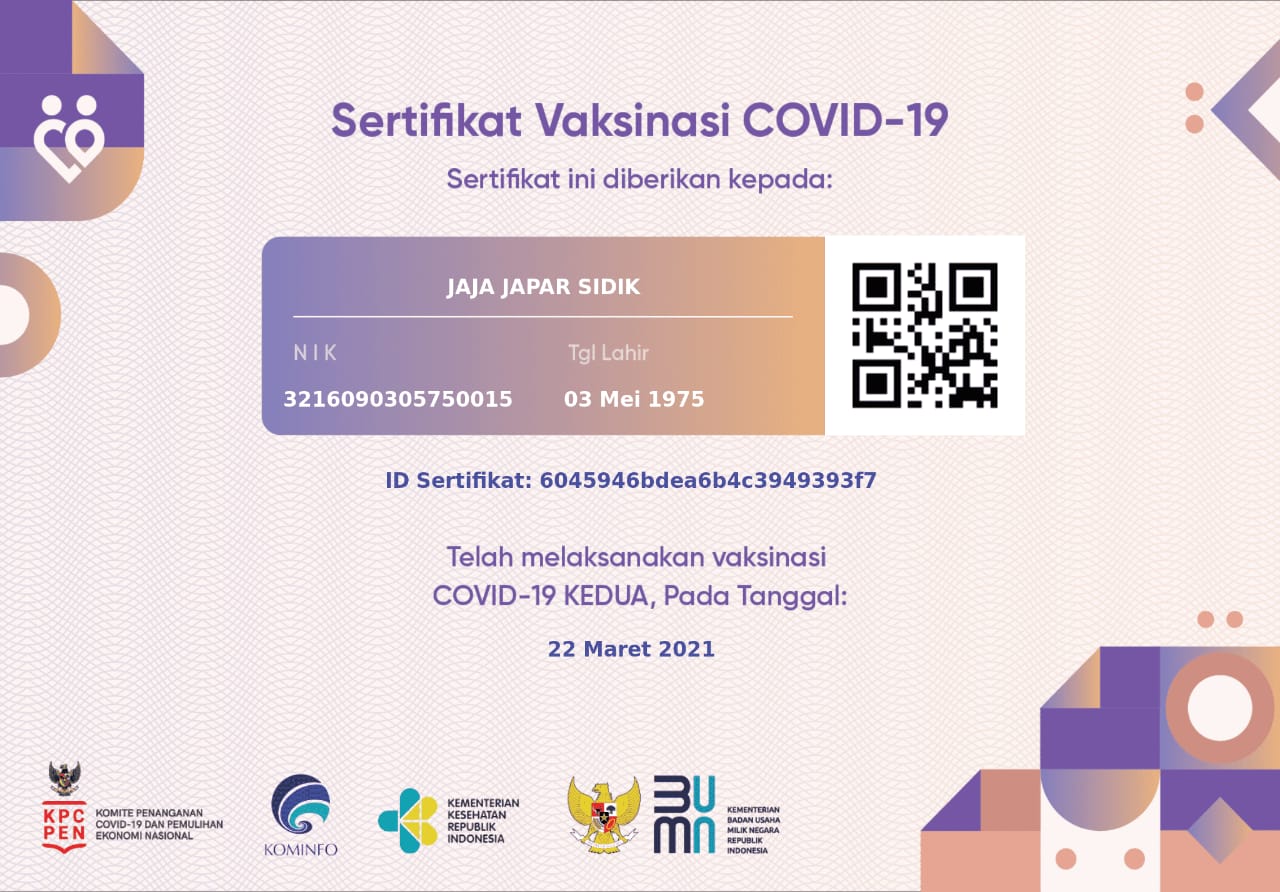 Sertifikat Vaksinasi COVID-19
Sertifikat ini diberikan kepada:
JAJA JAPAR SIDIK
NIK Tgl Lahir
3216090305750015 03 Mei 1975
ID Sertifikat: 6045946bdea6b4c3949393f7
Telah melaksanakan vaksinasi
COVID-19 KEDUA, Pada Tanggal:
22 Maret 2021
KPC
PEN
KOMITE PENANGANAN
COVID-19 DAN PEMULIHAN
EKONOMI NASIONAL
KOMINFO
KEMENTERIAN
KESEHATAN
REPUBLIK
INDONESIA
BUMN
KEMENTERIAN
BADAN USAHA
MILIK NEGARA
REPUBLIK
INDONESIA